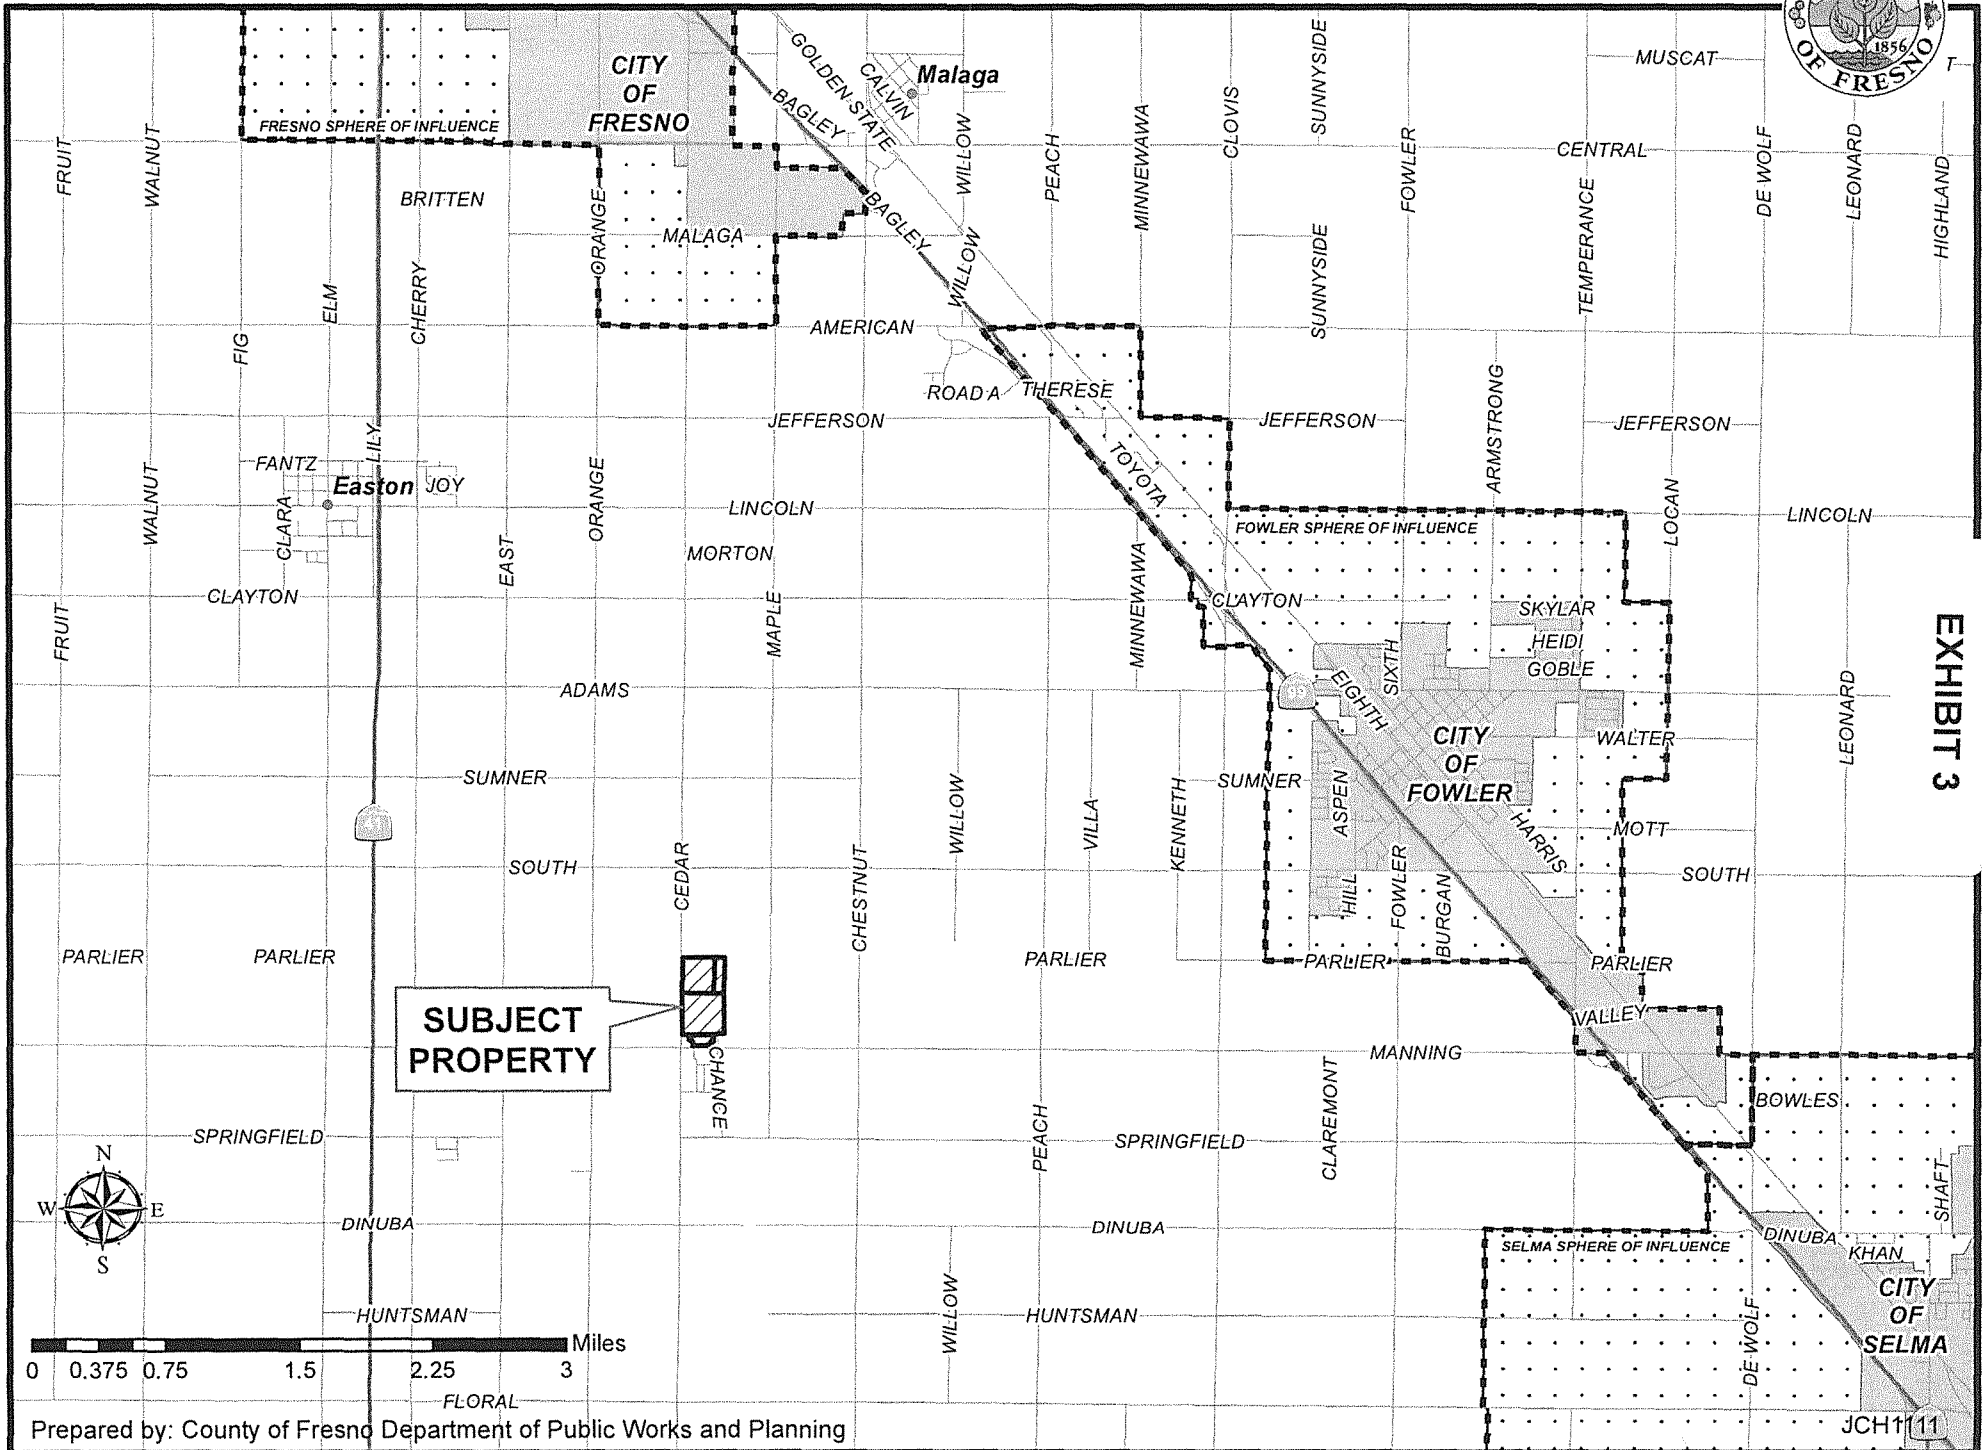 1856
OF FRESNO
CITY
OF
FRESNO
GOLDEN STATE
CALVIN
Malaga
BAGLEY
SUNNYSIDE
MUSCAT
T
FRESNO SPHERE OF INFLUENCE
FRUIT
WALNUT
WILLOW
PEACH
MINNEWAWA
CLOVIS
FOWLER
CENTRAL
DE WOLF
LEONARD
HIGHLAND
BRITTEN
ORANGE
MALAGA
BAGLEY
WILLOW
SUNNYSIDE
TEMPERANCE
ELM
CHERRY
FIG
AMERICAN
ROAD A
THERESE
JEFFERSON
JEFFERSON
ARMSTRONG
JEFFERSON
LILY
FANTZ
Easton
JOY
WALNUT
CLARA
ORANGE
LINCOLN
TOYOTA
FOWLER SPHERE OF INFLUENCE
LOCAN
LINCOLN
EAST
MORTON
MINNEWAWA
CLAYTON
CLAYTON
FRUIT
MAPLE
SKYLAR
HEIDI
GOBLE
SIXTH
EIGHTH
ADAMS
LEONARD
EXHIBIT 3
CITY
OF
FOWLER
WALTER
SUMNER
WILLOW
VILLA
KENNETH
SUMNER
ASPEN
HARRIS
MOTT
41
99
SOUTH
CEDAR
CHESTNUT
HILL
FOWLER
BURGAN
SOUTH
PARLIER
PARLIER
PARLIER
PARLIER
PARLIER
SUBJECT
PROPERTY
VALLEY
CHANCE
MANNING
CLAREMONT
BOWLES
SPRINGFIELD
PEACH
SPRINGFIELD
SHAFT
N
W
E
S
DINUBA
DINUBA
DINUBA
SELMA SPHERE OF INFLUENCE
KHAN
CITY
OF
SELMA
HUNTSMAN
WILLOW
HUNTSMAN
DE WOLF
Miles
0 0.375 0.75 1.5 2.25 3
FLORAL
Prepared by: County of Fresno Department of Public Works and Planning
JCH1111